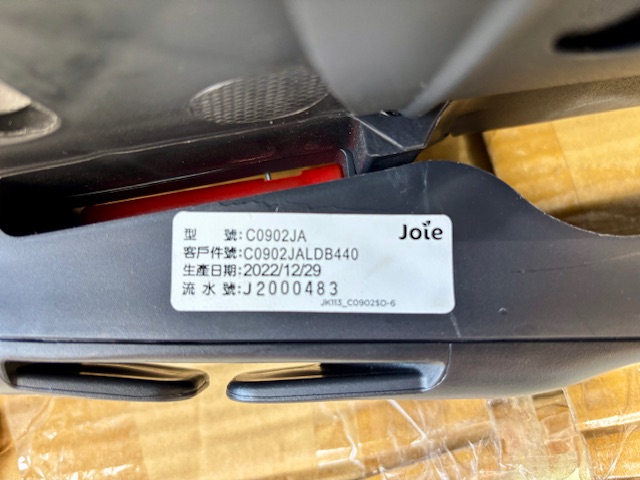 Joie
型 號:C0902JA
客戶件號:C0902JALDB440
生產日期:2022/12/29
流水號:J2000483
JK113_C0902SD-6